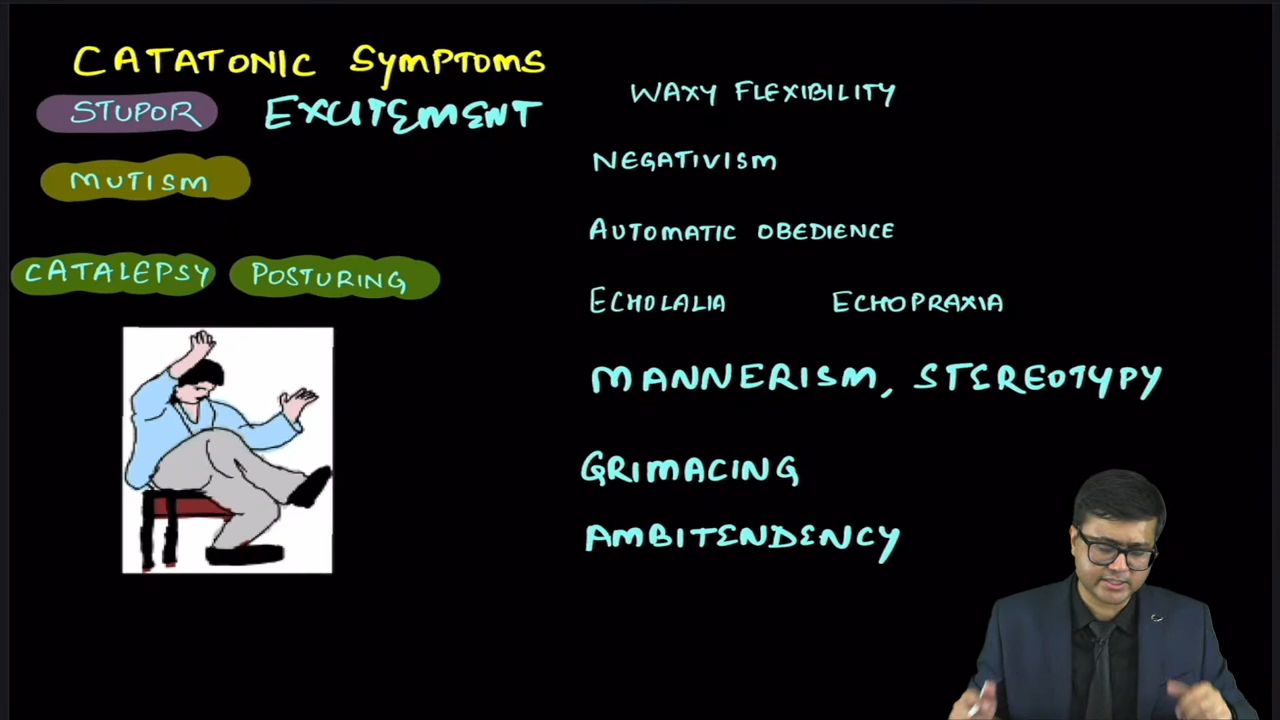 CATATONIC SYMPTOMS
STUPOR EXCITEMENT
MUTISM
CATALEPSY POSTURING
WAXY FLEXIBILITY
NEGATIVISM
AUTOMATIC OBEDIENCE
ECHOLALIA ECHOPRAXIA
MANNERISM, STEREOTYPY
GRIMACING
AMBITENDENCY